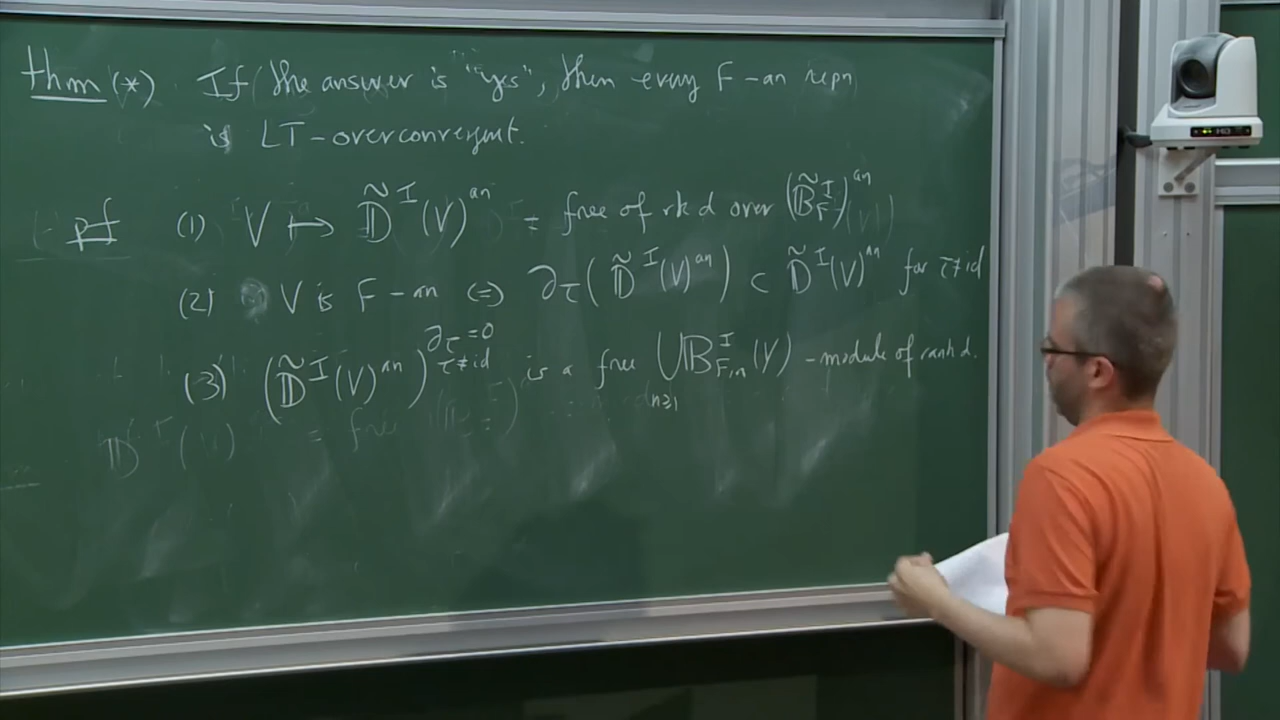 thm (*) If the answer is "yes", then every F-an repn
is LT-overconvergent.
pf (1) V ↦ D̃^I(V)^an = free of rk d over (B̃_F^I)^an
(2) V is F-an ⇔ ∂_τ(D̃^I(V)^an) ⊂ D̃^I(V)^an for τ≠id
(3) (D̃^I(V)^an)^{∂_τ=0, τ≠id} is a free ∪_{n≥1} B^I_{F,n}(V) -module of rank d.